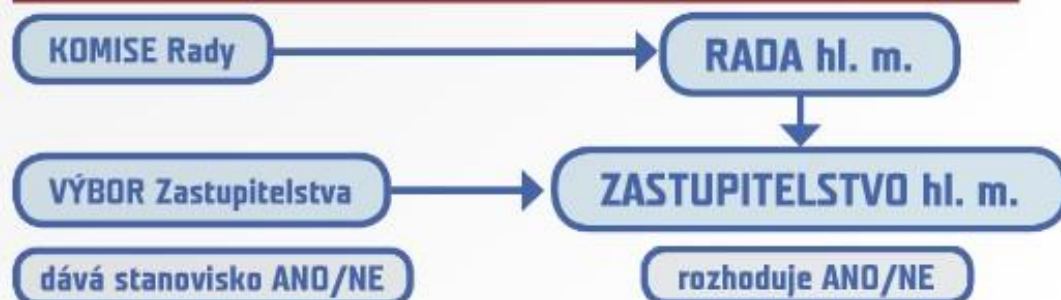 KOMISE Rady
RADA hl. m.
VÝBOR Zastupitelstva
ZASTUPITELSTVO hl. m.
dává stanovisko ANO/NE
rozhoduje ANO/NE